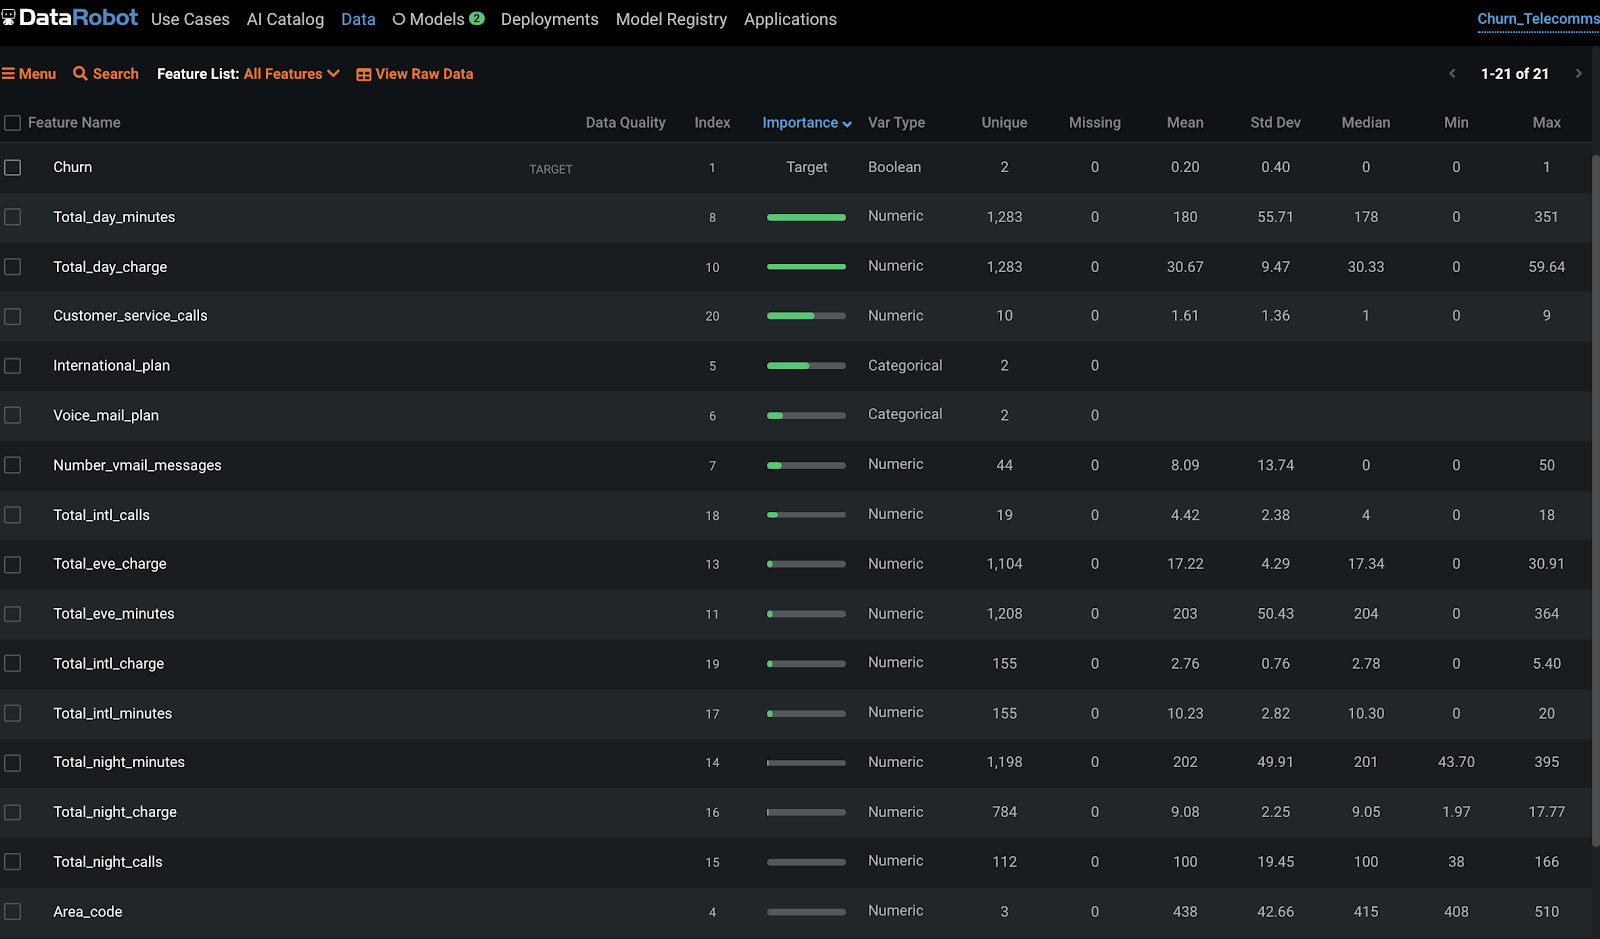 DataRobot Use Cases AI Catalog Data Models 2 Deployments Model Registry Applications Churn_Telecomms
Menu Search Feature List: All Features View Raw Data 1-21 of 21
Feature Name Data Quality Index Importance Var Type Unique Missing Mean Std Dev Median Min Max
Churn TARGET 1 Target Boolean 2 0 0.20 0.40 0 0 1
Total_day_minutes 8 Numeric 1,283 0 180 55.71 178 0 351
Total_day_charge 10 Numeric 1,283 0 30.67 9.47 30.33 0 59.64
Customer_service_calls 20 Numeric 10 0 1.61 1.36 1 0 9
International_plan 5 Categorical 2 0
Voice_mail_plan 6 Categorical 2 0
Number_vmail_messages 7 Numeric 44 0 8.09 13.74 0 0 50
Total_intl_calls 18 Numeric 19 0 4.42 2.38 4 0 18
Total_eve_charge 13 Numeric 1,104 0 17.22 4.29 17.34 0 30.91
Total_eve_minutes 11 Numeric 1,208 0 203 50.43 204 0 364
Total_intl_charge 19 Numeric 155 0 2.76 0.76 2.78 0 5.40
Total_intl_minutes 17 Numeric 155 0 10.23 2.82 10.30 0 20
Total_night_minutes 14 Numeric 1,198 0 202 49.91 201 43.70 395
Total_night_charge 16 Numeric 784 0 9.08 2.25 9.05 1.97 17.77
Total_night_calls 15 Numeric 112 0 100 19.45 100 38 166
Area_code 4 Numeric 3 0 438 42.66 415 408 510